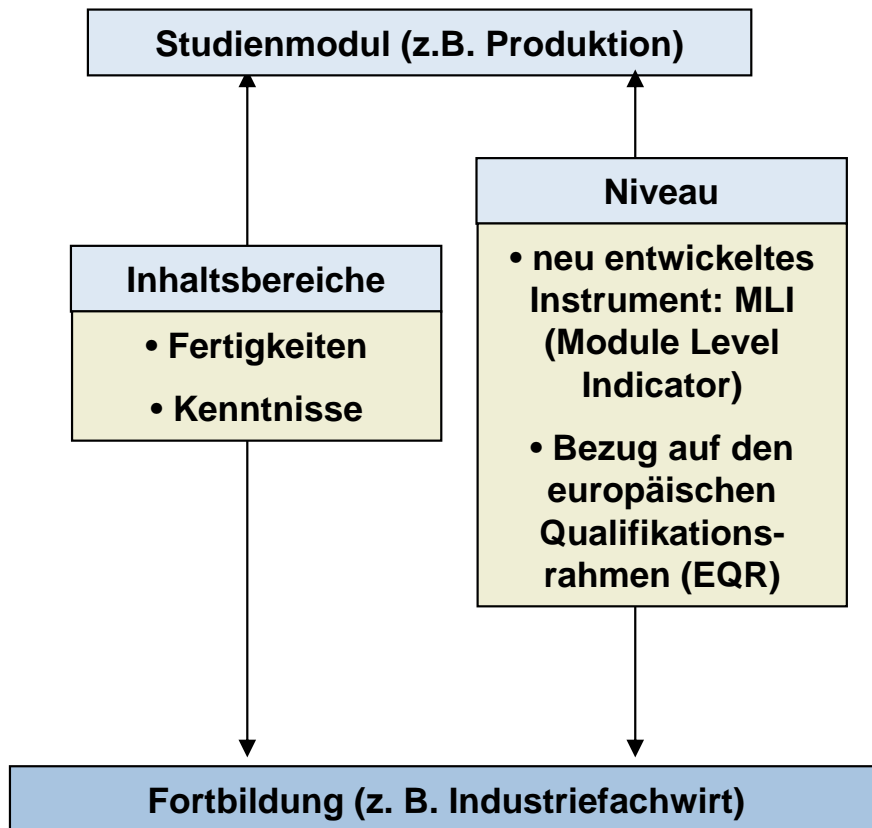 Studienmodul (z.B. Produktion)
Inhaltsbereiche
• Fertigkeiten
• Kenntnisse
Niveau
• neu entwickeltes
Instrument: MLI
(Module Level
Indicator)
• Bezug auf den
europäischen
Qualifikations-
rahmen (EQR)
Fortbildung (z. B. Industriefachwirt)